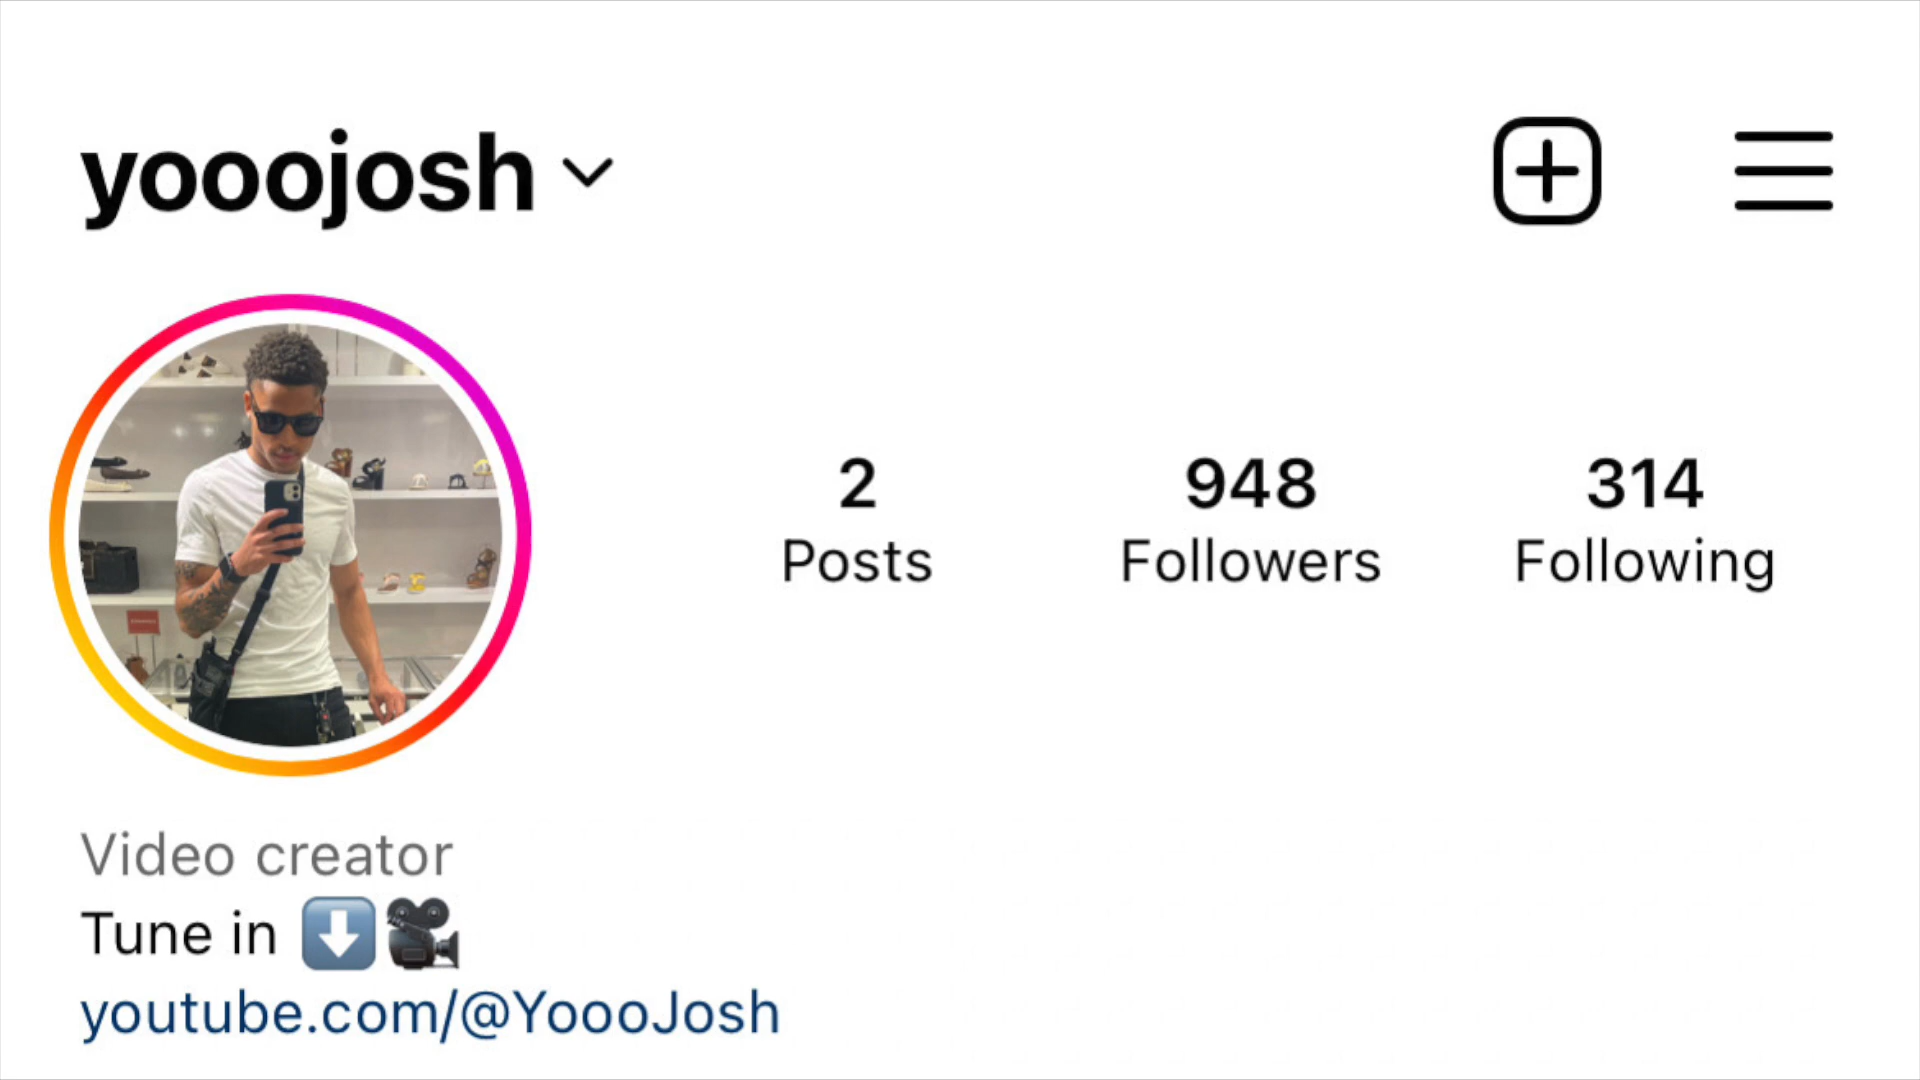 yooojosh
2 948 314
Posts Followers Following
Video creator
Tune in ⬇️🎥
youtube.com/@YoooJosh